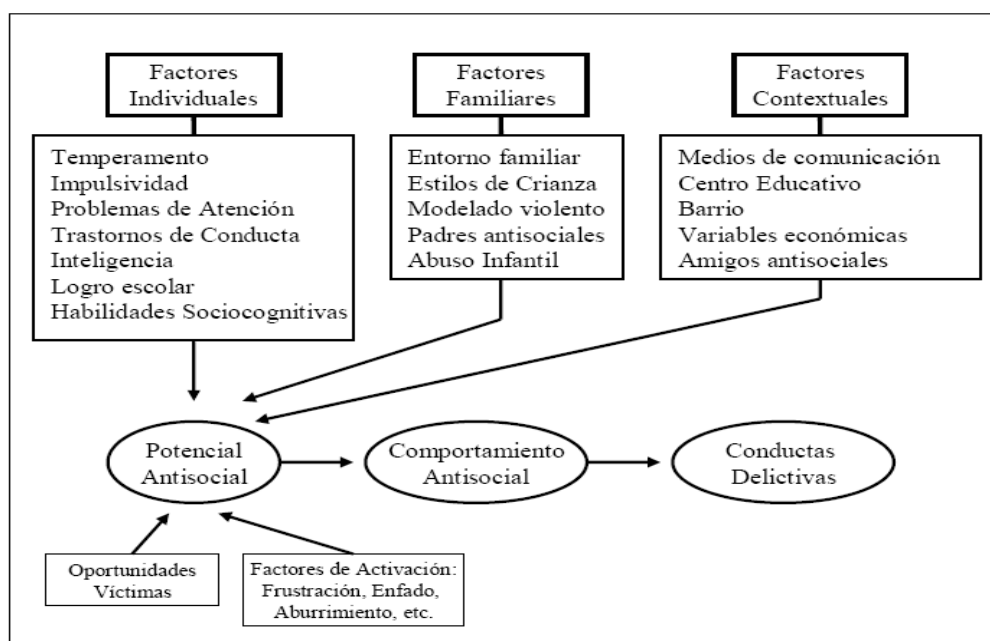 Factores
Individuales
Factores
Familiares
Factores
Contextuales
Temperamento
Impulsividad
Problemas de Atención
Trastornos de Conducta
Inteligencia
Logro escolar
Habilidades Sociocognitivas
Entorno familiar
Estilos de Crianza
Modelado violento
Padres antisociales
Abuso Infantil
Medios de comunicación
Centro Educativo
Barrio
Variables económicas
Amigos antisociales
Potencial
Antisocial
Comportamiento
Antisocial
Conductas
Delictivas
Oportunidades
Víctimas
Factores de Activación:
Frustración, Enfado,
Aburrimiento, etc.